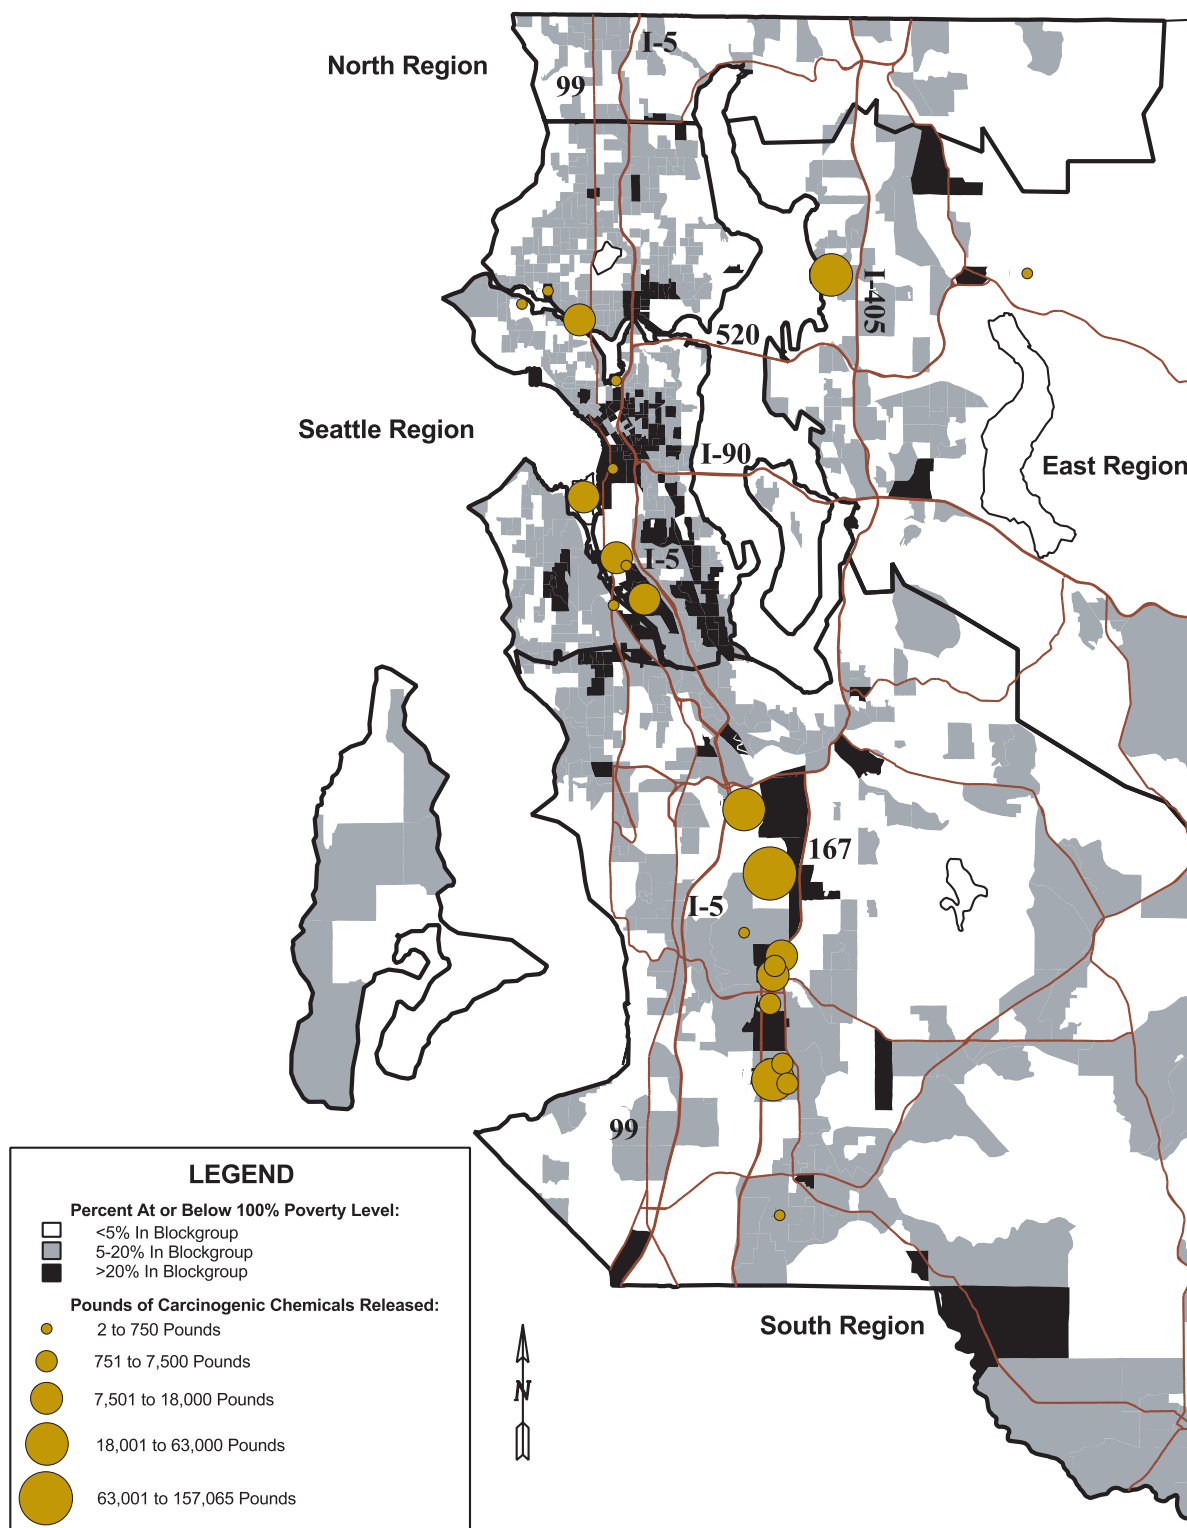 North Region
I-5
99
I-405
520
Seattle Region
I-90
East Region
I-5
167
I-5
99
South Region
N
LEGEND
Percent At or Below 100% Poverty Level:
<5% In Blockgroup
5-20% In Blockgroup
>20% In Blockgroup
Pounds of Carcinogenic Chemicals Released:
2 to 750 Pounds
751 to 7,500 Pounds
7,501 to 18,000 Pounds
18,001 to 63,000 Pounds
63,001 to 157,065 Pounds